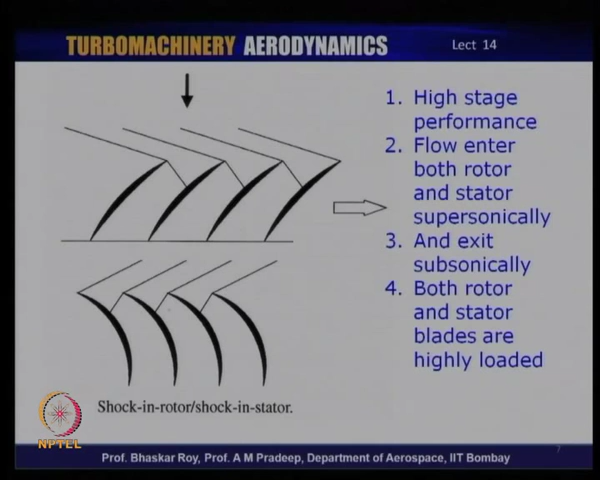 TURBOMACHINERY AERODYNAMICS
Lect 14
1. High stage
performance
2. Flow enter
both rotor
and stator
supersonically
3. And exit
subsonically
4. Both rotor
and stator
blades are
highly loaded
Shock-in-rotor/shock-in-stator.
NPTEL
Prof. Bhaskar Roy, Prof. A M Pradeep, Department of Aerospace, IIT Bombay
7